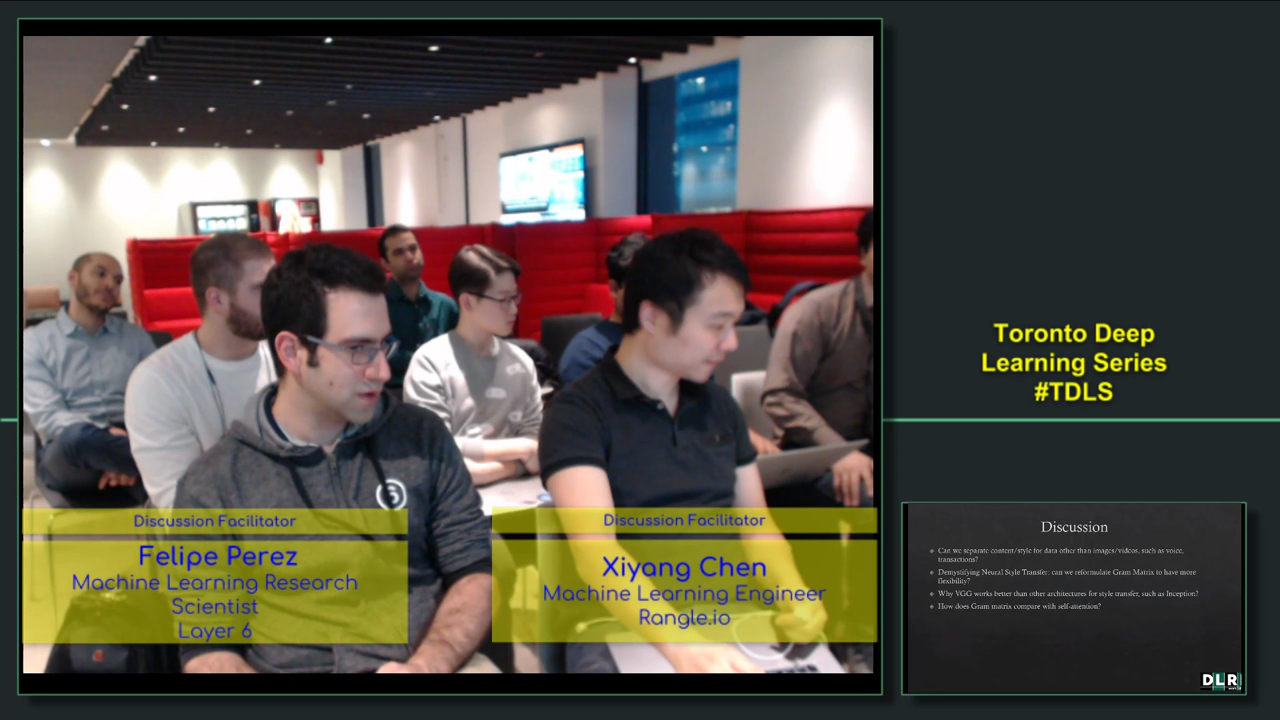 Discussion Facilitator
Felipe Perez
Machine Learning Research
Scientist
Layer 6
Discussion Facilitator
Xiyang Chen
Machine Learning Engineer
Rangle.io
Toronto Deep
Learning Series
#TDLS
Discussion
Can we separate content/style for data other than images/videos, such as voice,
transactions?
Demystifying Neural Style Transfer: can we reformulate Gram Matrix to have more
flexibility?
Why VGG works better than other architectures for style transfer, such as Inception?
How does Gram matrix compare with self-attention?
DLR